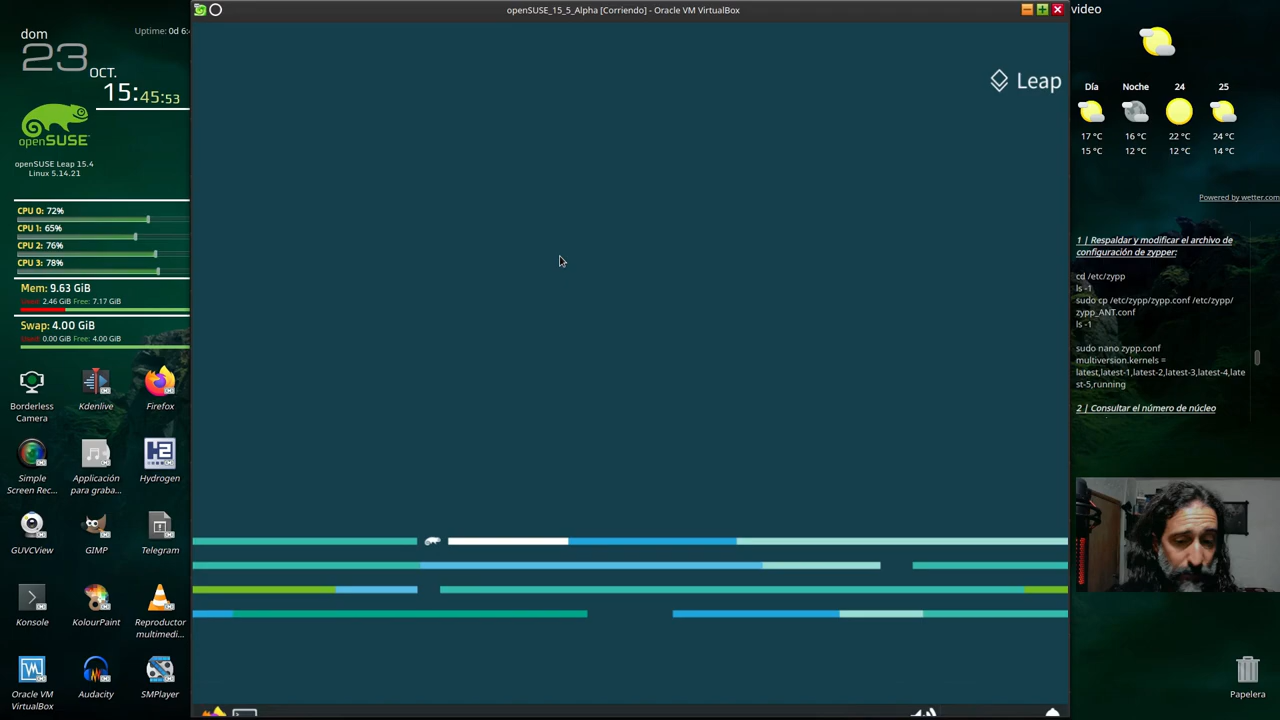 openSUSE_15_5_Alpha [Corriendo] - Oracle VM VirtualBox
dom
23
OCT.
15:45:53
Uptime: 0d 6:
openSUSE
openSUSE Leap 15.4
Linux 5.14.21
CPU 0: 72%
CPU 1: 65%
CPU 2: 76%
CPU 3: 78%
Mem: 9.63 GiB
Used: 2.46 GiB Free: 7.17 GiB
Swap: 4.00 GiB
Used: 0.00 GiB Free: 4.00 GiB
Borderless
Camera
Kdenlive
Firefox
Simple
Screen Rec...
Applicación
para graba...
Hydrogen
GUVCView
GIMP
Telegram
Konsole
KolourPaint
Reproductor
multimedi...
Oracle VM
VirtualBox
Audacity
SMPlayer
Leap
video
Día
Noche
24
25
17 °C
16 °C
22 °C
24 °C
15 °C
12 °C
12 °C
14 °C
Powered by wetter.com
1 | Respaldar y modificar el archivo de
configuración de zypper:
cd /etc/zypp
ls -1
sudo cp /etc/zypp/zypp.conf /etc/zypp/
zypp_ANT.conf
ls -1
sudo nano zypp.conf
multiversion.kernels =
latest,latest-1,latest-2,latest-3,latest-4,late
st-5,running
2 | Consultar el número de núcleo
Papelera